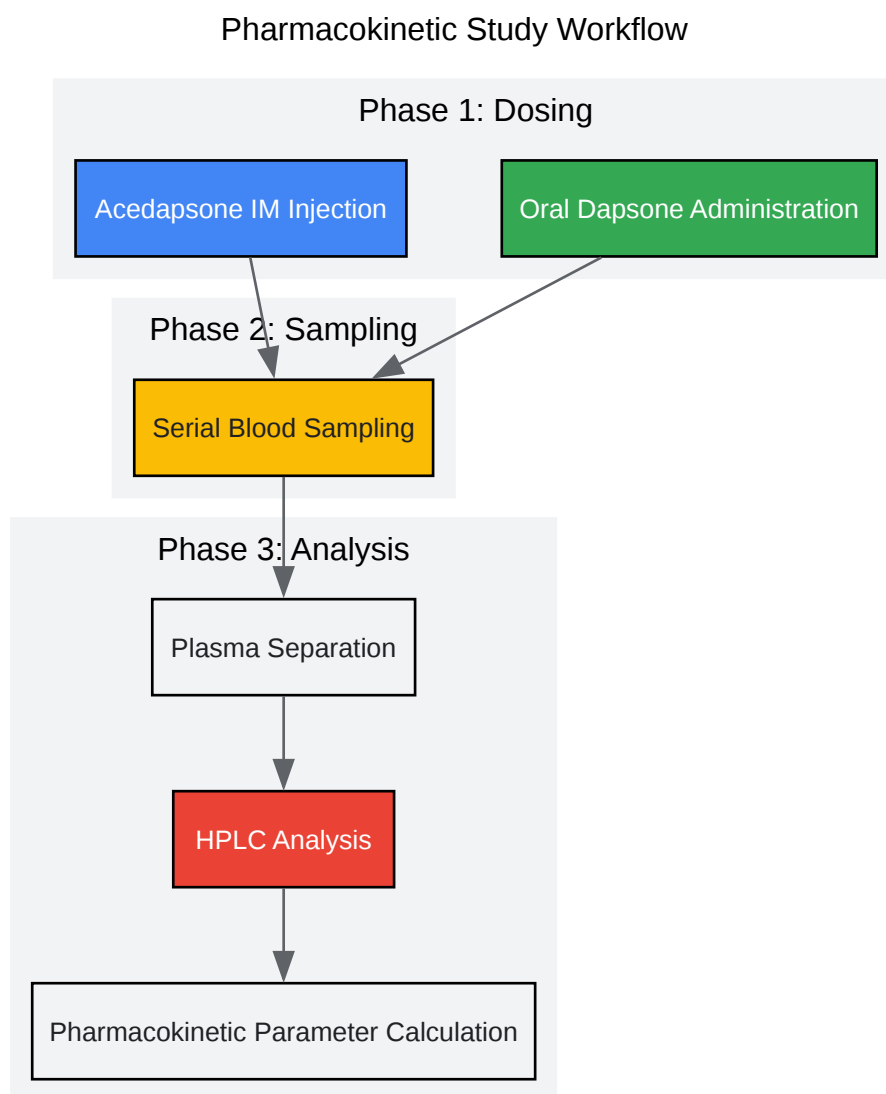 Pharmacokinetic Study Workflow
Phase 1: Dosing
Acedapsone IM Injection
Oral Dapsone Administration
Phase 2: Sampling
Serial Blood Sampling
Phase 3: Analysis
Plasma Separation
HPLC Analysis
Pharmacokinetic Parameter Calculation